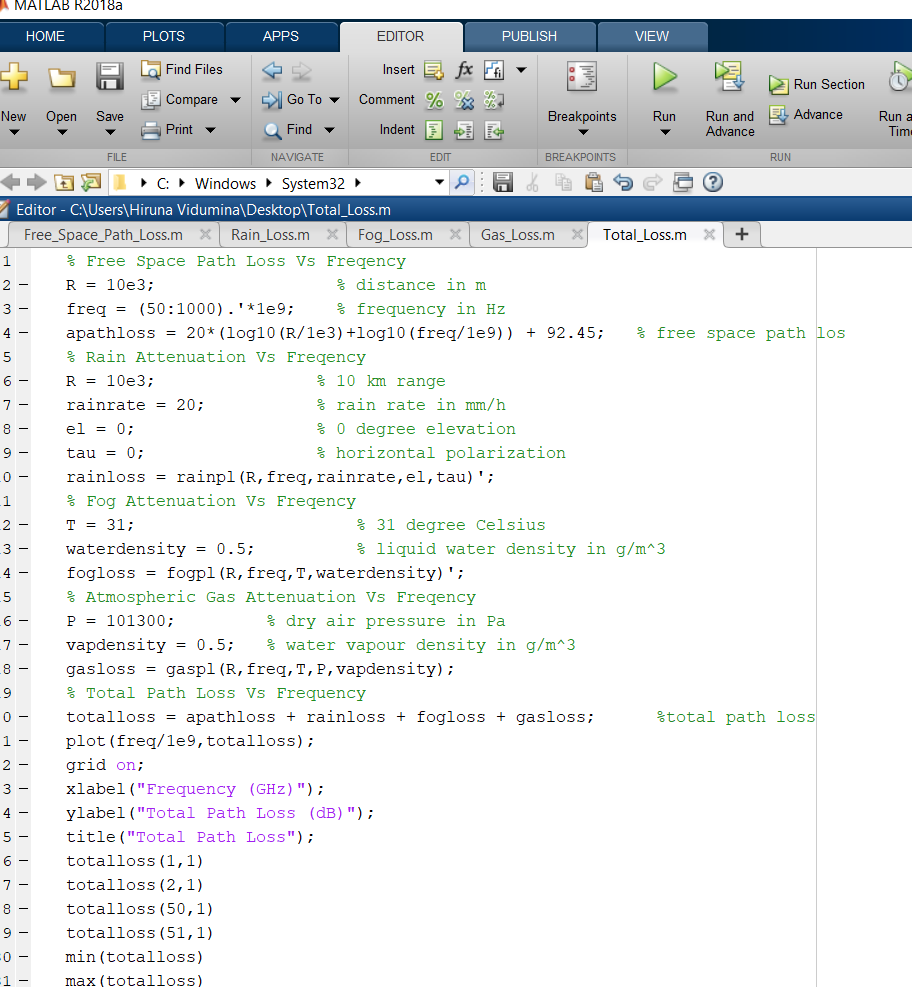 MATLAB R2018a
HOME PLOTS APPS EDITOR PUBLISH VIEW
Find Files Insert fx
Compare Go To Comment Run Section
New Open Save Breakpoints Run Run and Advance Advance
Print Find Indent
FILE NAVIGATE EDIT BREAKPOINTS RUN
C: Windows System32
Editor - C:\Users\Hiruna Vidumina\Desktop\Total_Loss.m
Free_Space_Path_Loss.m Rain_Loss.m Fog_Loss.m Gas_Loss.m Total_Loss.m +
1 % Free Space Path Loss Vs Freqency
2 – R = 10e3; % distance in m
3 – freq = (50:1000).'*1e9; % frequency in Hz
4 – apathloss = 20*(log10(R/1e3)+log10(freq/1e9)) + 92.45; % free space path los
5 % Rain Attenuation Vs Freqency
6 – R = 10e3; % 10 km range
7 – rainrate = 20; % rain rate in mm/h
8 – el = 0; % 0 degree elevation
9 – tau = 0; % horizontal polarization
0 – rainloss = rainpl(R,freq,rainrate,el,tau)';
1 % Fog Attenuation Vs Freqency
2 – T = 31; % 31 degree Celsius
3 – waterdensity = 0.5; % liquid water density in g/m^3
4 – fogloss = fogpl(R,freq,T,waterdensity)';
5 % Atmospheric Gas Attenuation Vs Freqency
6 – P = 101300; % dry air pressure in Pa
7 – vapdensity = 0.5; % water vapour density in g/m^3
8 – gasloss = gaspl(R,freq,T,P,vapdensity);
9 % Total Path Loss Vs Frequency
0 – totalloss = apathloss + rainloss + fogloss + gasloss; %total path loss
1 – plot(freq/1e9,totalloss);
2 – grid on;
3 – xlabel("Frequency (GHz)");
4 – ylabel("Total Path Loss (dB)");
5 – title("Total Path Loss");
6 – totalloss(1,1)
7 – totalloss(2,1)
8 – totalloss(50,1)
9 – totalloss(51,1)
0 – min(totalloss)
1 – max(totalloss)